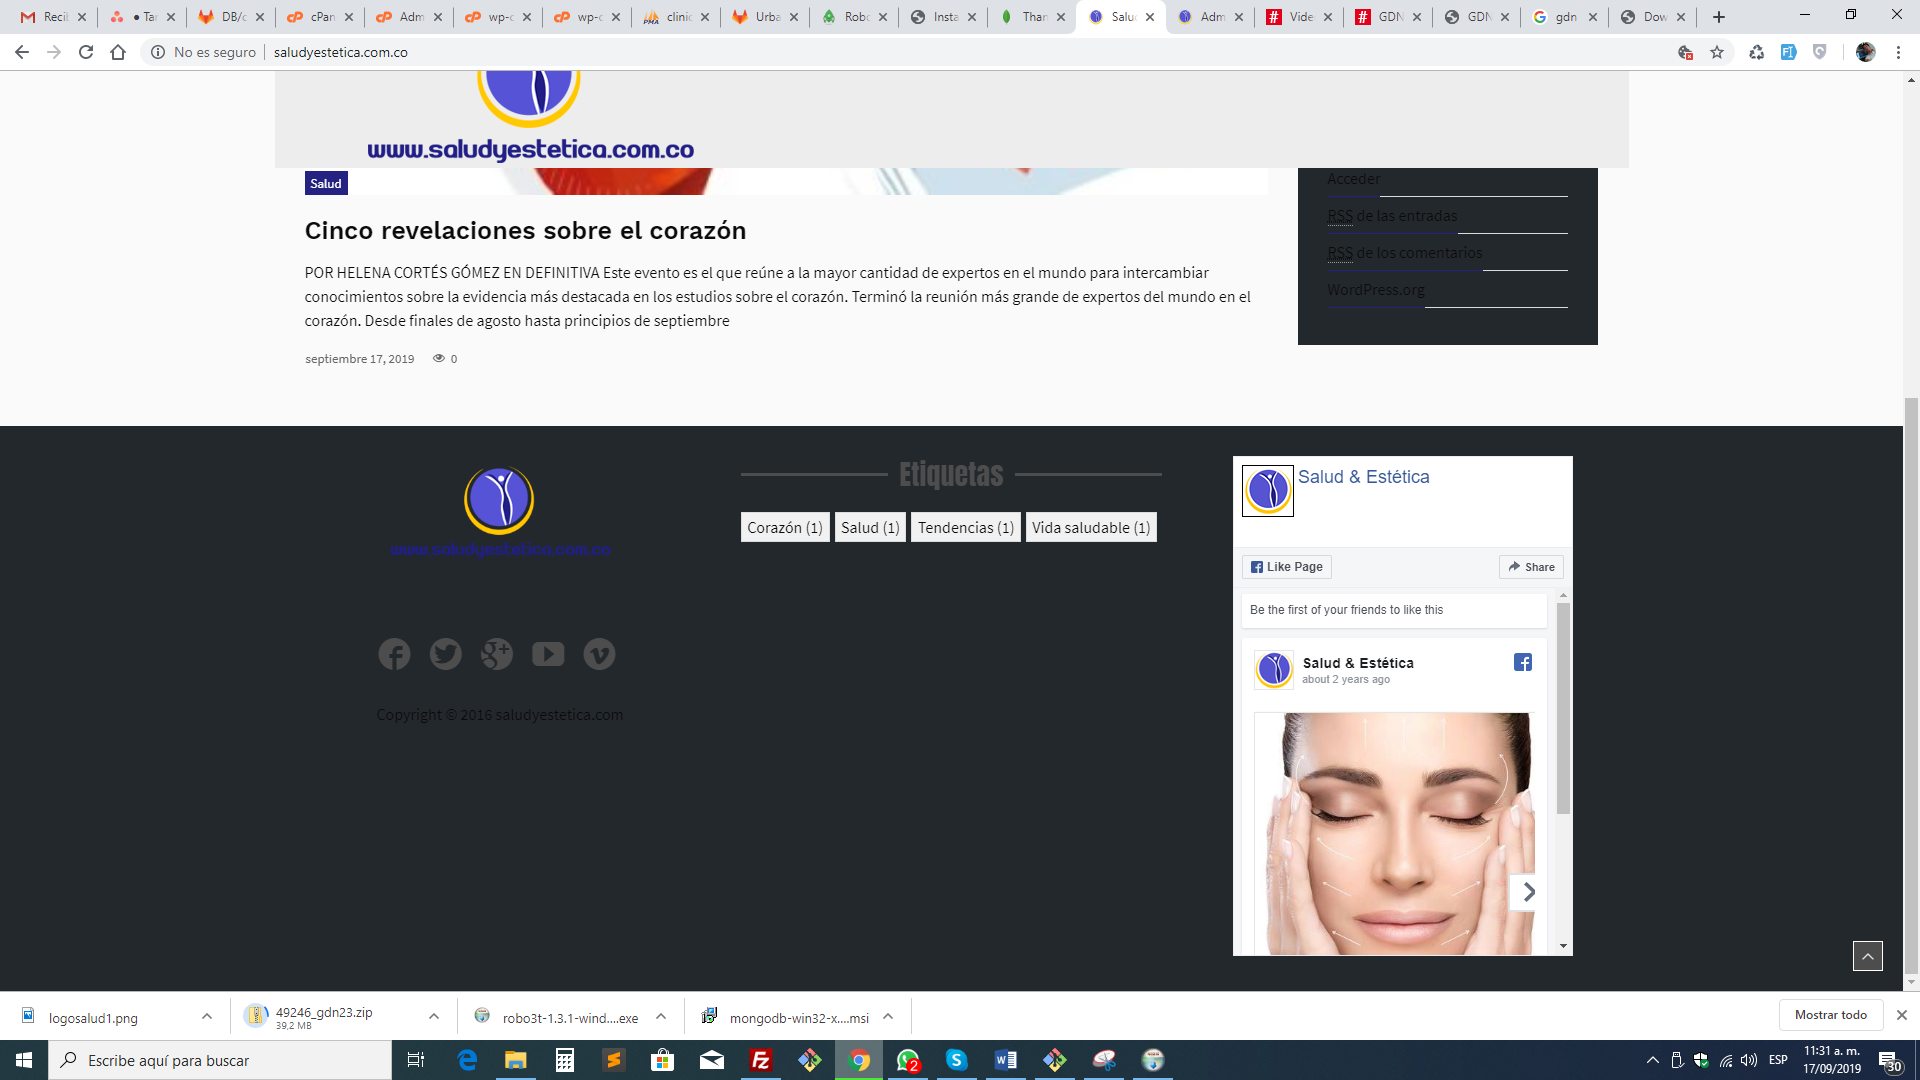 Recil
Tar
DB/c
cPan
Adm
wp-c
wp-c
clinic
Urba
Robo
Insta
Than
Saluc
Adm
Vide
GDN
GDN
gdn
Dow
No es seguro
saludyestetica.com.co
www.saludyestetica.com.co
Salud
Cinco revelaciones sobre el corazón
POR HELENA CORTÉS GÓMEZ EN DEFINITIVA Este evento es el que reúne a la mayor cantidad de expertos en el mundo para intercambiar
conocimientos sobre la evidencia más destacada en los estudios sobre el corazón. Terminó la reunión más grande de expertos del mundo en el
corazón. Desde finales de agosto hasta principios de septiembre
septiembre 17, 2019 0
Acceder
RSS de las entradas
RSS de los comentarios
WordPress.org
www.saludyestetica.com.co
Copyright © 2016 saludyestetica.com
Etiquetas
Corazón (1) Salud (1) Tendencias (1) Vida saludable (1)
Salud & Estética
Like Page Share
Be the first of your friends to like this
Salud & Estética
about 2 years ago
logosalud1.png
49246_gdn23.zip
39,2 MB
robo3t-1.3.1-wind....exe
mongodb-win32-x....msi
Mostrar todo
Escribe aquí para buscar
2
ESP
11:31 a. m.
17/09/2019
30